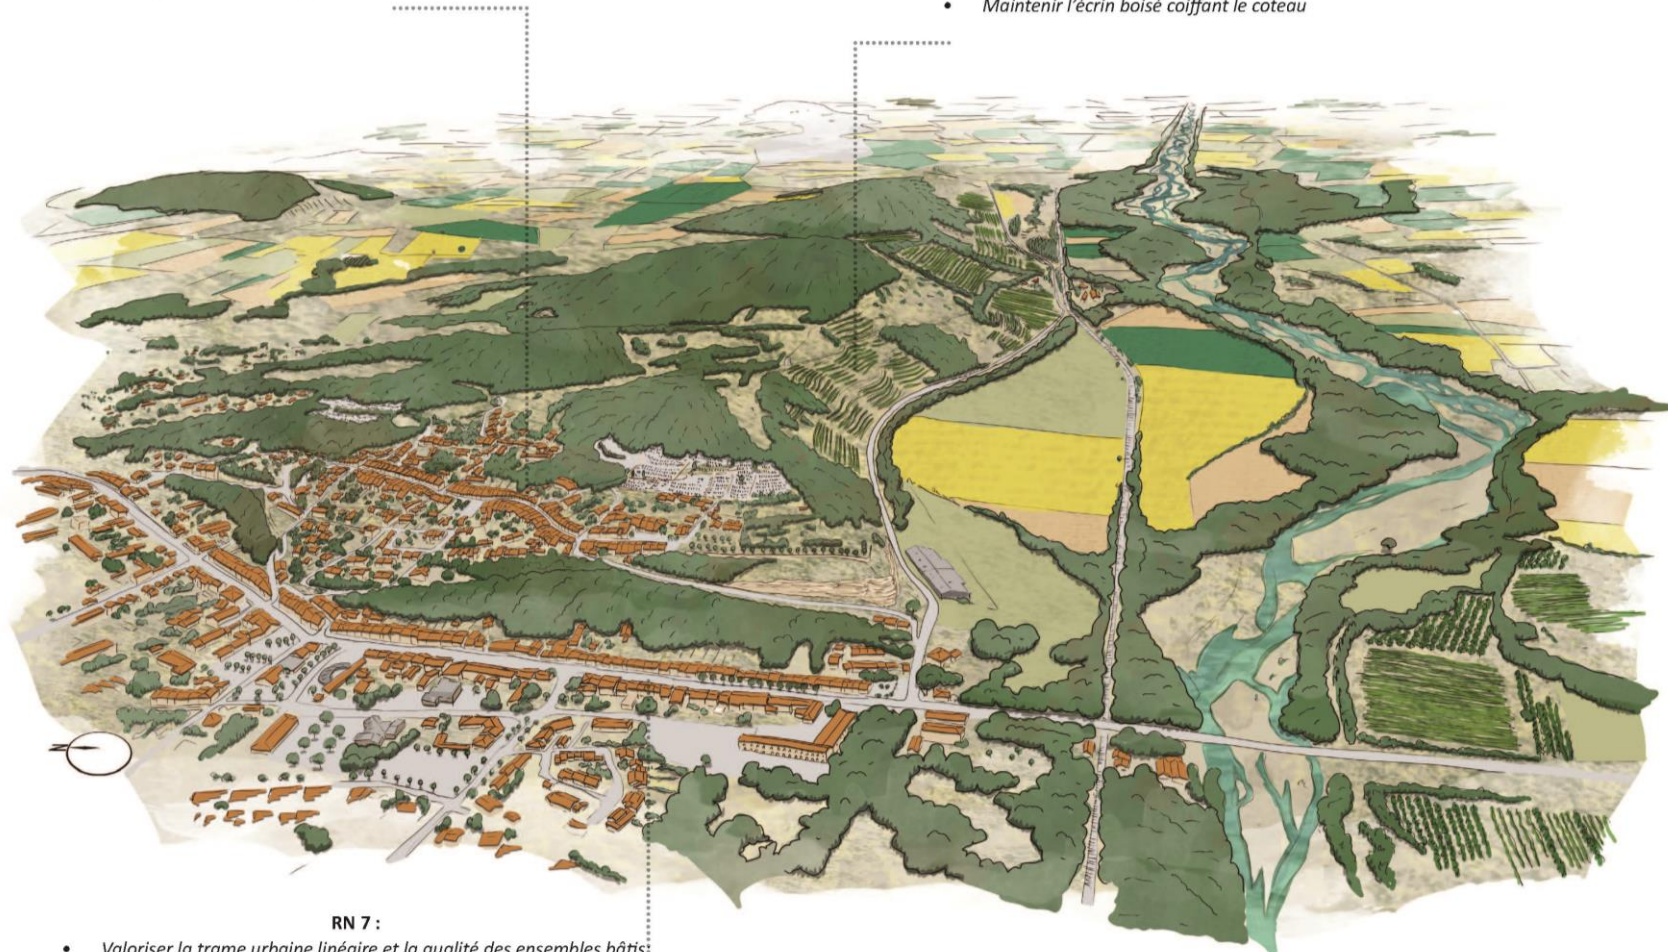 • Maintenir l'écrin boisé coiffant le coteau
RN 7 :
• Valoriser la trame urbaine linéaire et la qualité des ensembles bâtis